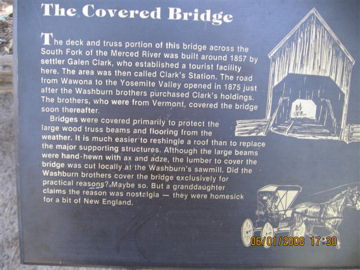 The Covered Bridge
The deck and truss portion of this bridge across the
South Fork of the Merced River was built around 1857 by
settler Galen Clark, who established a tourist facility
here. The area was then called Clark's Station. The road
from Wawona to the Yosemite Valley opened in 1875 just
after the Washburn brothers purchased Clark's holdings.
The brothers, who were from Vermont, covered the bridge
soon thereafter.
Bridges were covered primarily to protect the
large wood truss beams and flooring from the
weather. It is much easier to reshingle a roof than to replace
the major supporting structures. Although the large beams
were hand-hewn with ax and adze, the lumber to cover the
bridge was cut locally at the Washburn's sawmill. Did the
Washburn brothers cover the bridge exclusively for
practical reasons? Maybe so. But a granddaughter
claims the reason was nostalgia — they were homesick
for a bit of New England.
06/01/2008 17:20